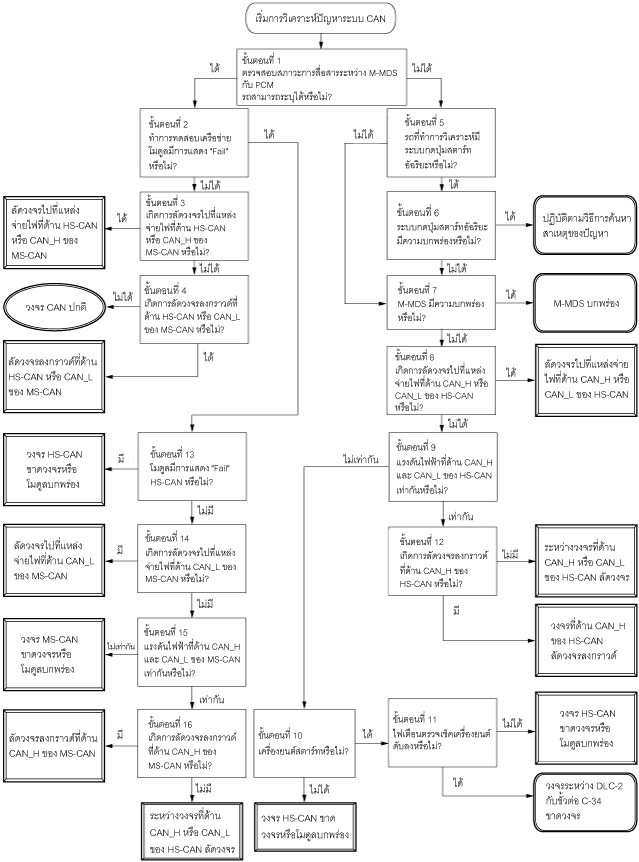 เริ่มการวิเคราะห์ปัญหาระบบ CAN
ขั้นตอนที่ 1
ตรวจสอบสภาวะการสื่อสารระหว่าง M-MDS
กับ PCM
รถสามารถระบุได้หรือไม่?
ได้
ไม่ได้
ขั้นตอนที่ 2
ทำการทดสอบเครือข่าย
โมดูลมีการแสดง "Fail"
หรือไม่?
ได้
ไม่ได้
ขั้นตอนที่ 5
รถที่ทำการวิเคราะห์มี
ระบบกดปุ่มสตาร์ท
อัจฉริยะหรือไม่?
ไม่ได้
ได้
ขั้นตอนที่ 3
เกิดการลัดวงจรไปที่แหล่ง
จ่ายไฟที่ด้าน HS-CAN
หรือ CAN_H ของ
MS-CAN หรือไม่?
ได้
ไม่ได้
ลัดวงจรไปที่แหล่ง
จ่ายไฟที่ด้าน HS-CAN
หรือ CAN_H ของ
MS-CAN
ขั้นตอนที่ 6
ระบบกดปุ่มสตาร์ทอัจฉริยะ
มีความบกพร่องหรือไม่?
ได้
ไม่ได้
ปฏิบัติตามวิธีการค้นหา
สาเหตุของปัญหา
ขั้นตอนที่ 4
เกิดการลัดวงจรลงกราวด์ที่
ด้าน HS-CAN หรือ CAN_L
ของ MS-CAN หรือไม่?
ไม่ได้
ได้
วงจร CAN ปกติ
ลัดวงจรลงกราวด์ที่ด้าน
HS-CAN หรือ CAN_L
ของ MS-CAN
ขั้นตอนที่ 7
M-MDS มีความบกพร่อง
หรือไม่?
ได้
ไม่ได้
M-MDS บกพร่อง
ขั้นตอนที่ 8
เกิดการลัดวงจรไปที่แหล่งจ่าย
ไฟที่ด้าน CAN_H หรือ
CAN_L ของ HS-CAN
หรือไม่?
ได้
ไม่ได้
ลัดวงจรไปที่แหล่งจ่าย
ไฟที่ด้าน CAN_H หรือ
CAN_L ของ HS-CAN
ขั้นตอนที่ 13
โมดูลมีการแสดง "Fail"
HS-CAN หรือไม่?
ไม่มี
วงจร HS-CAN
ขาดวงจรหรือ
โมดูลบกพร่อง
ขั้นตอนที่ 9
แรงดันไฟฟ้าที่ด้าน CAN_H
และ CAN_L ของ HS-CAN
เท่ากันหรือไม่?
ไม่เท่ากัน
เท่ากัน
ขั้นตอนที่ 14
เกิดการลัดวงจรไปที่แหล่ง
จ่ายไฟที่ด้าน CAN_L ของ
MS-CAN หรือไม่?
ไม่มี
ลัดวงจรไปที่แหล่ง
จ่ายไฟที่ด้าน CAN_L
ของ MS-CAN
ขั้นตอนที่ 12
เกิดการลัดวงจรลงกราวด์
ที่ด้าน CAN_H ของ
HS-CAN หรือไม่?
ไม่มี
มี
ระหว่างวงจรที่ด้าน
CAN_H หรือ CAN_L
ของ HS-CAN ลัดวงจร
วงจรที่ด้าน CAN_H
ของ HS-CAN
ลัดวงจรลงกราวด์
ขั้นตอนที่ 15
แรงดันไฟฟ้าที่ด้าน CAN_H
และ CAN_L ของ MS-CAN
เท่ากันหรือไม่?
ไม่เท่ากัน
เท่ากัน
วงจร MS-CAN
ขาดวงจรหรือ
โมดูลบกพร่อง
ขั้นตอนที่ 16
เกิดการลัดวงจรลงกราวด์
ที่ด้าน CAN_H ของ
MS-CAN หรือไม่?
ไม่มี
ลัดวงจรลงกราวด์ที่ด้าน
CAN_H ของ MS-CAN
ขั้นตอนที่ 10
เครื่องยนต์สตาร์ทหรือไม่?
ได้
ไม่ได้
ขั้นตอนที่ 11
ไฟเตือนตรวจเช็คเครื่องยนต์
ดับลงหรือไม่?
ไม่ได้
ได้
วงจร HS-CAN
ขาดวงจรหรือ
โมดูลบกพร่อง
วงจรระหว่าง DLC-2
กับขั้วต่อ C-34
ขาดวงจร
ระหว่างวงจรที่ด้าน
CAN_H หรือ CAN_L
ของ HS-CAN ลัดวงจร
วงจร HS-CAN ขาด
วงจรหรือโมดูลบกพร่อง